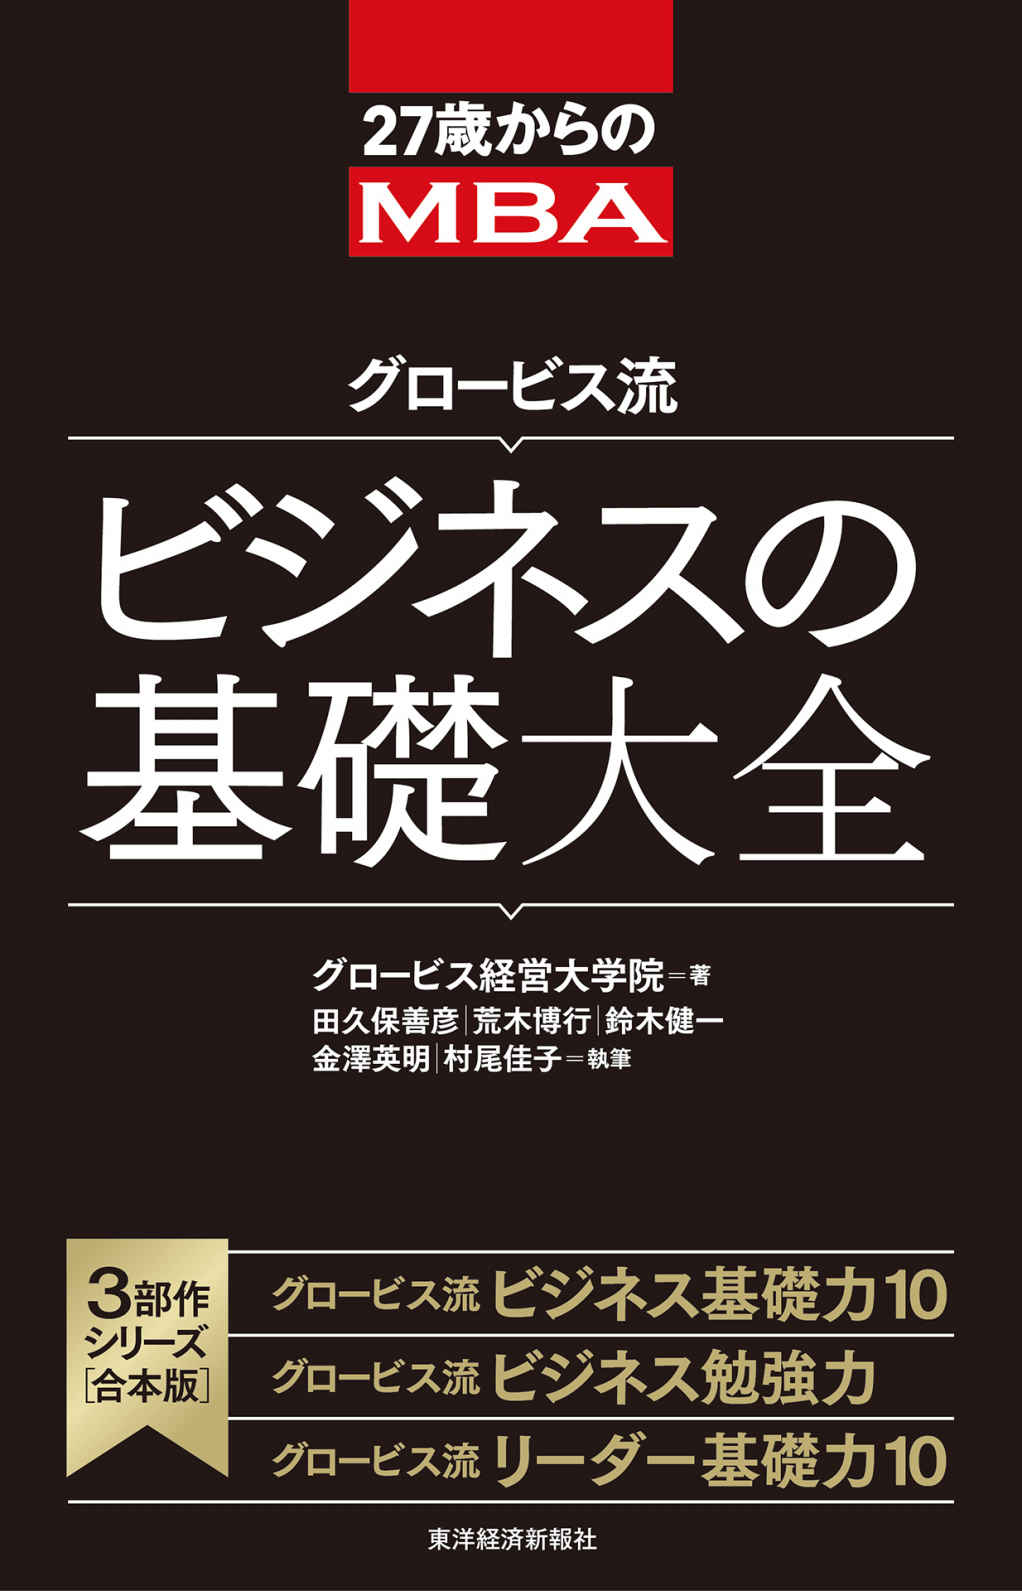 27歳からの
MBA
グロービス流
ビジネスの
基礎大全
グロービス経営大学院=著
田久保善彦|荒木博行|鈴木健一
金澤英明|村尾佳子=執筆
3部作
シリーズ
[合本版]
グロービス流 ビジネス基礎力10
グロービス流 ビジネス勉強力
グロービス流 リーダー基礎力10
東洋経済新報社